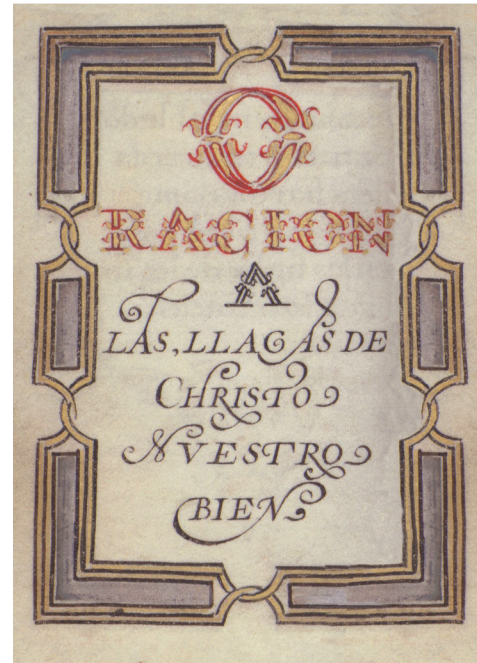 O
RACION
A
LAS, LLAGAS DE
CHRISTO
NVESTRO
BIEN